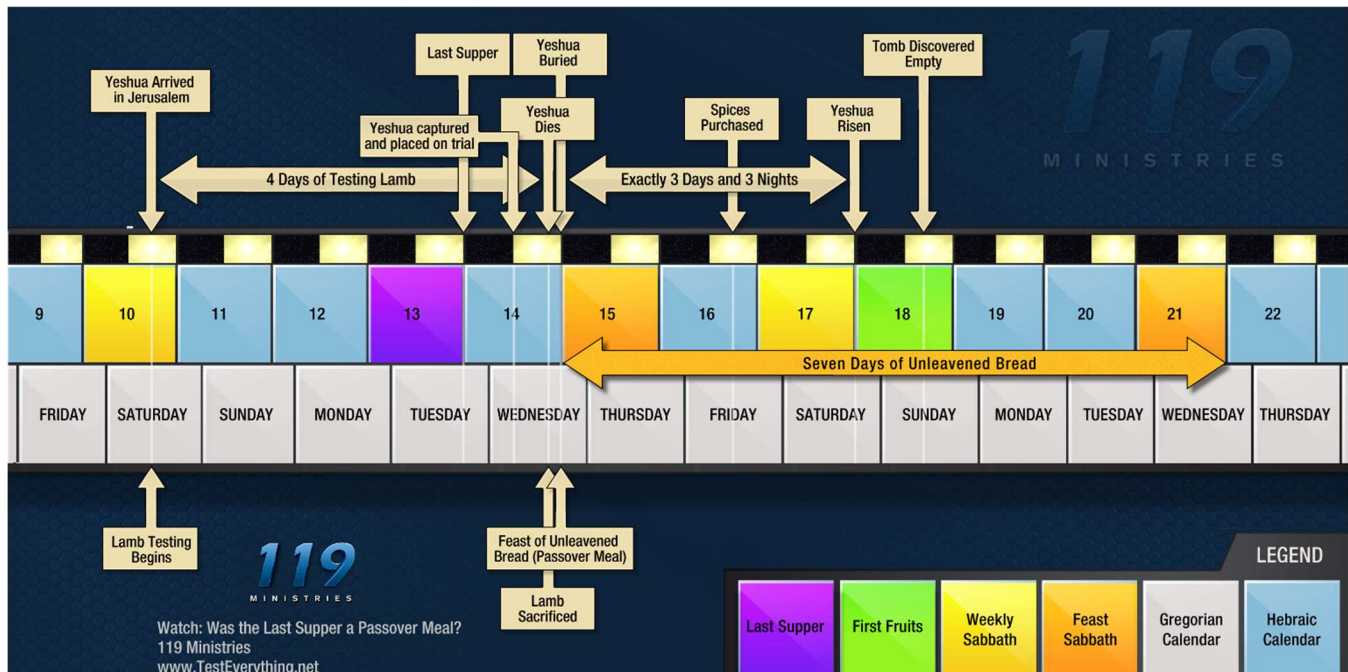 119
MINISTRIES
Yeshua Arrived
in Jerusalem
Last Supper
Yeshua captured
and placed on trial
Yeshua
Buried
Yeshua
Dies
Spices
Purchased
Yeshua
Risen
Tomb Discovered
Empty
4 Days of Testing Lamb
Exactly 3 Days and 3 Nights
9 10 11 12 13 14 15 16 17 18 19 20 21 22
Seven Days of Unleavened Bread
FRIDAY SATURDAY SUNDAY MONDAY TUESDAY WEDNESDAY THURSDAY FRIDAY SATURDAY SUNDAY MONDAY TUESDAY WEDNESDAY THURSDAY
Lamb Testing
Begins
Feast of Unleavened
Bread (Passover Meal)
Lamb
Sacrificed
119
MINISTRIES
Watch: Was the Last Supper a Passover Meal?
119 Ministries
www.TestEverything.net
LEGEND
Last Supper
First Fruits
Weekly
Sabbath
Feast
Sabbath
Gregorian
Calendar
Hebraic
Calendar